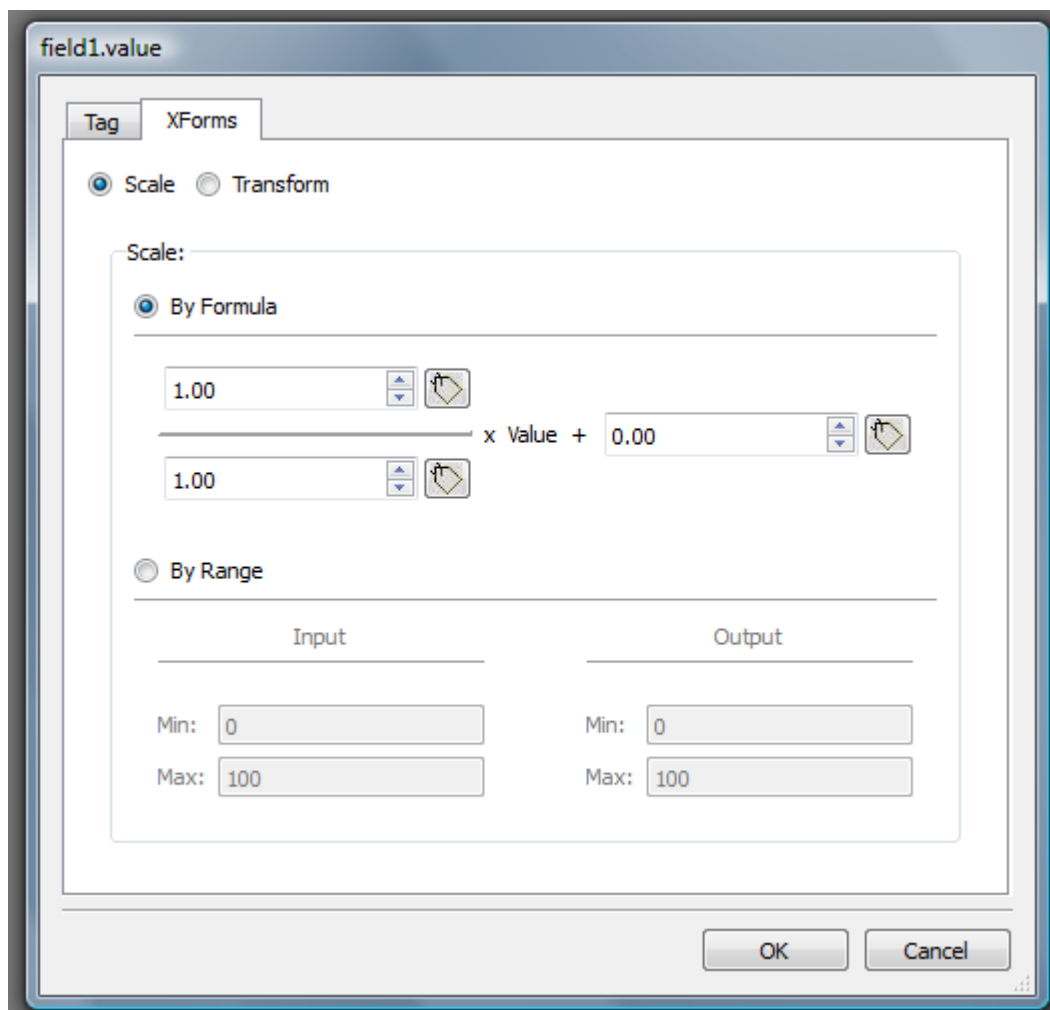 field1.value
Tag XForms
Scale Transform
Scale:
By Formula
1.00
x Value + 0.00
1.00
By Range
Input Output
Min: 0 Min: 0
Max: 100 Max: 100
OK Cancel